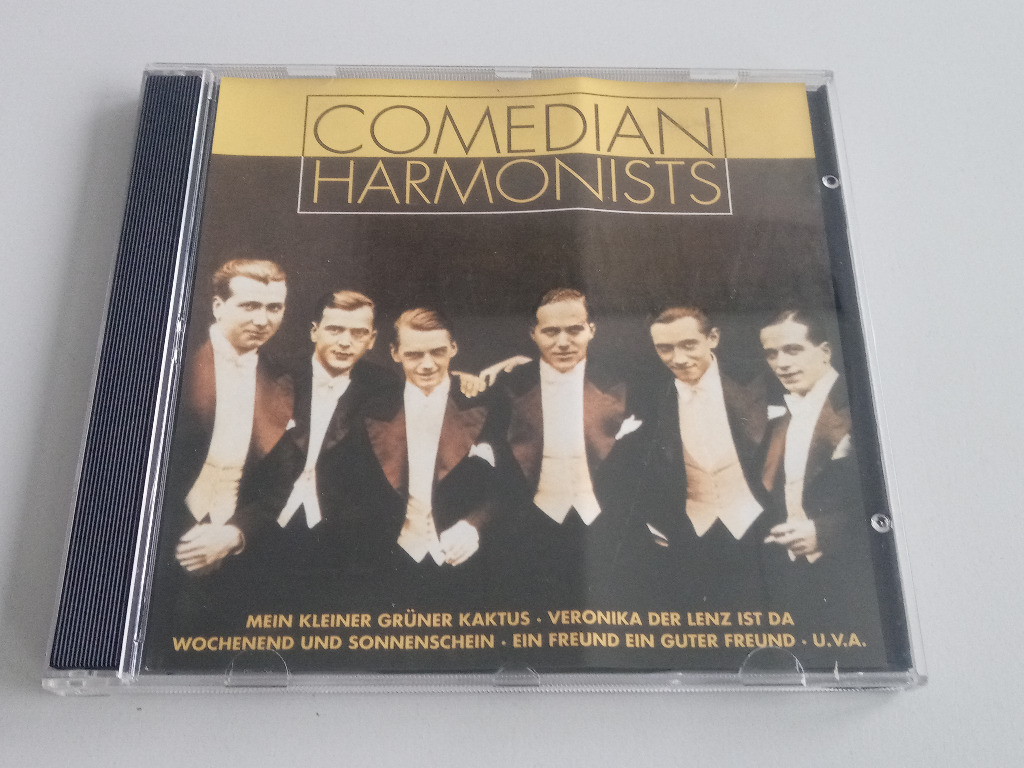 COMEDIAN
HARMONISTS
MEIN KLEINER GRÜNER KAKTUS · VERONIKA DER LENZ IST DA
WOCHENEND UND SONNENSCHEIN · EIN FREUND EIN GUTER FREUND · U.V.A.